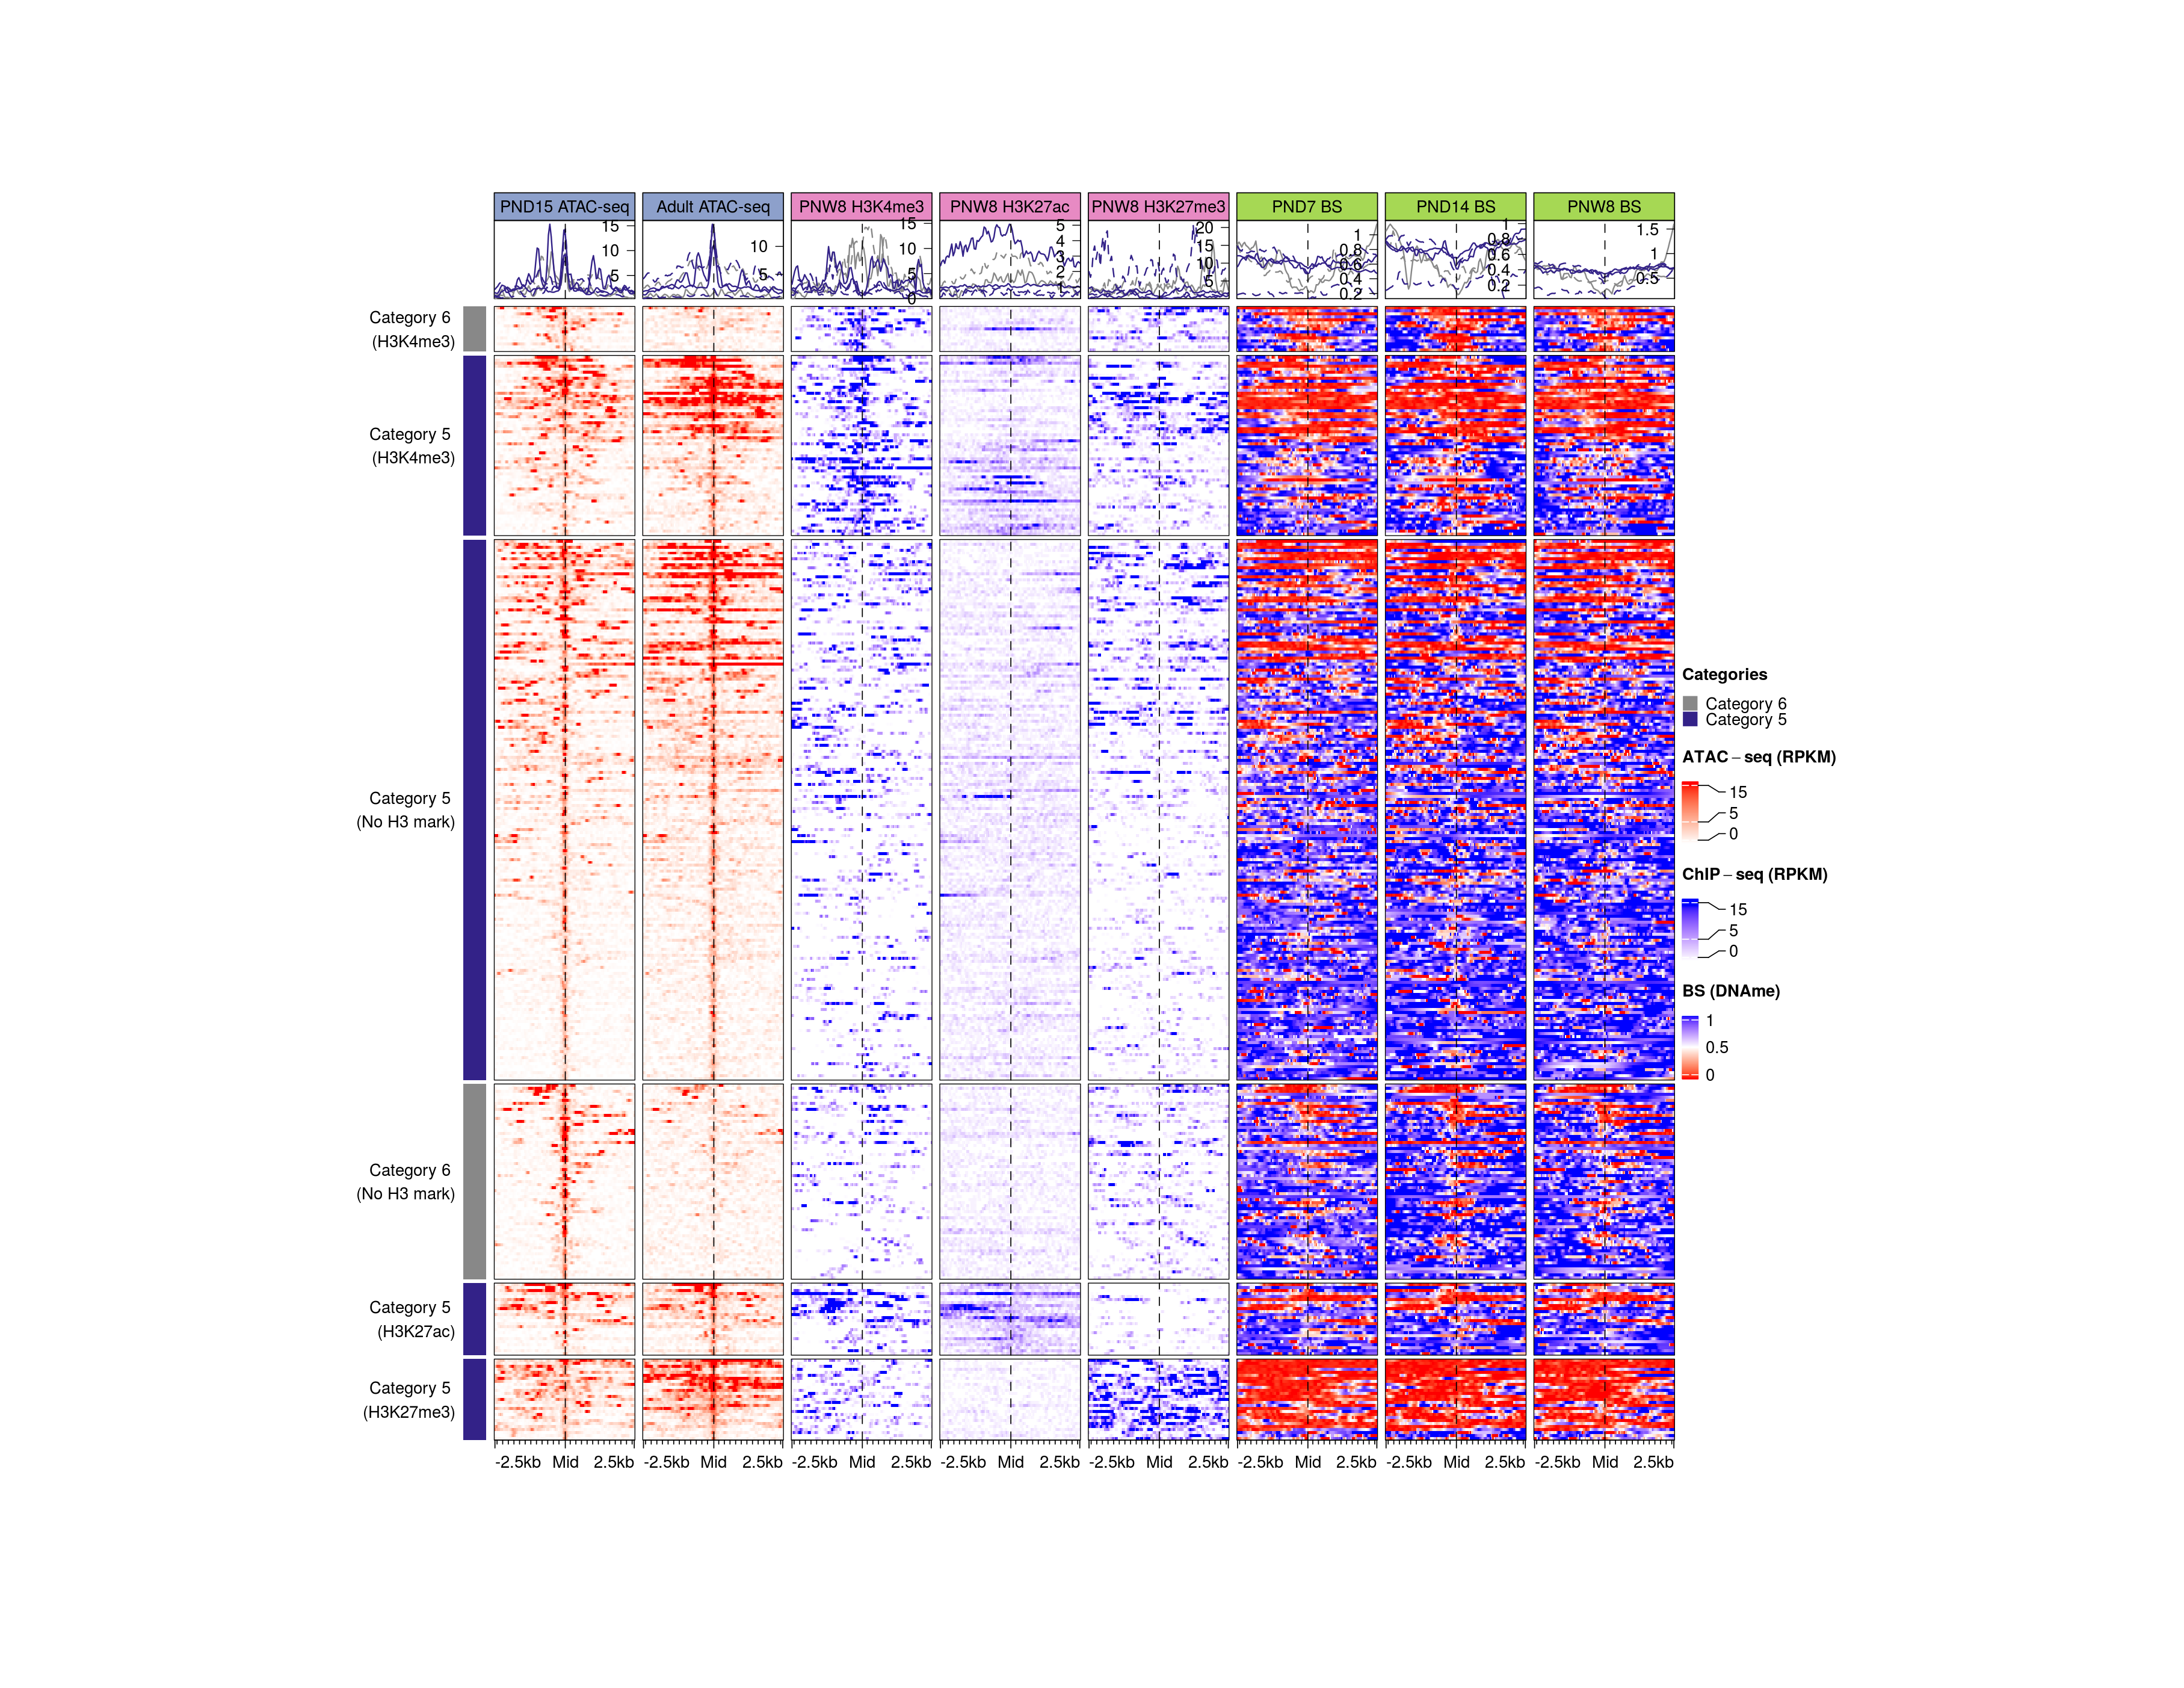 PND15 ATAC-seq
Adult ATAC-seq
PNW8 H3K4me3
PNW8 H3K27ac
PNW8 H3K27me3
PND7 BS
PND14 BS
PNW8 BS
15
10
5
10
5
15
10
5
0
5
4
3
2
1
20
15
10
5
1
0.8
0.6
0.4
0.2
1
0.8
0.6
0.4
0.2
1.5
1
0.5
Category 6
(H3K4me3)
Category 5
(H3K4me3)
Category 5
(No H3 mark)
Category 6
(No H3 mark)
Category 5
(H3K27ac)
Category 5
(H3K27me3)
-2.5kb Mid 2.5kb
-2.5kb Mid 2.5kb
-2.5kb Mid 2.5kb
-2.5kb Mid 2.5kb
-2.5kb Mid 2.5kb
-2.5kb Mid 2.5kb
-2.5kb Mid 2.5kb
-2.5kb Mid 2.5kb
Categories
Category 6
Category 5
ATAC−seq (RPKM)
15
5
0
ChIP−seq (RPKM)
15
5
0
BS (DNAme)
1
0.5
0